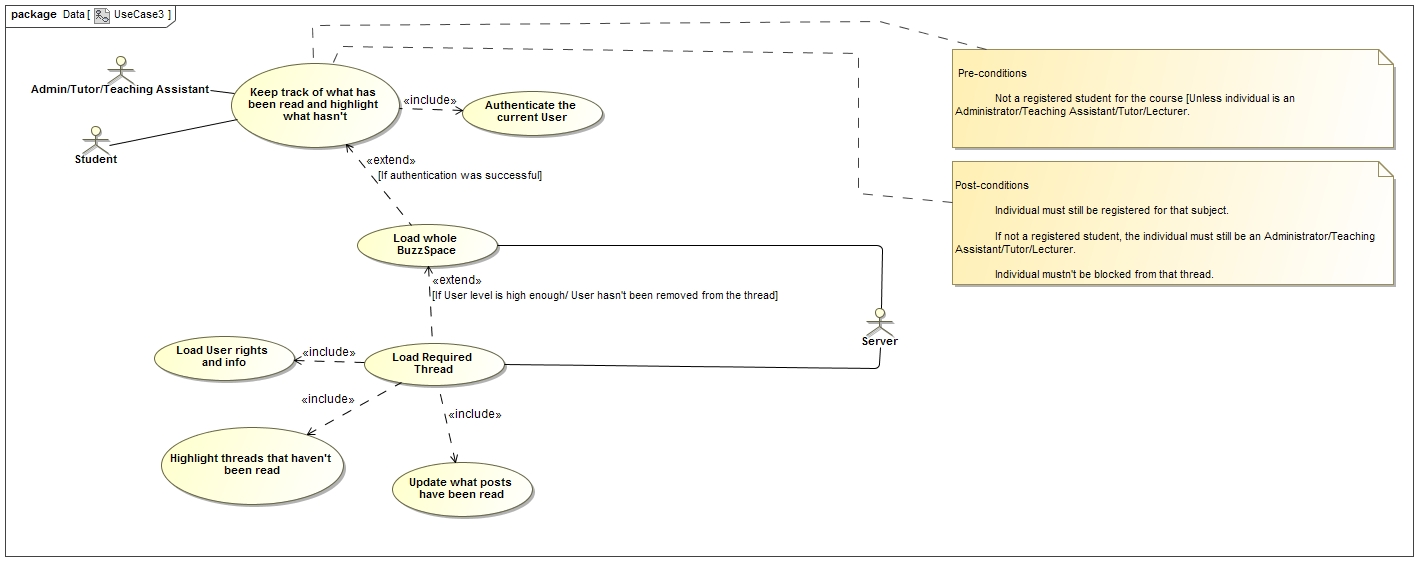 package Data [ UseCase3 ]
Admin/Tutor/Teaching Assistant
Student
Keep track of what has
been read and highlight
what hasn't
«include»
Authenticate the
current User
«extend»
[If authentication was successful]
Load whole
BuzzSpace
«extend»
[If User level is high enough/ User hasn't been removed from the thread]
Server
Load User rights
and info
«include»
Load Required
Thread
«include»
«include»
Highlight threads that haven't
been read
Update what posts
have been read
Pre-conditions
Not a registered student for the course [Unless individual is an
Administrator/Teaching Assistant/Tutor/Lecturer.
Post-conditions
Individual must still be registered for that subject.
If not a registered student, the individual must still be an Administrator/Teaching
Assistant/Tutor/Lecturer.
Individual mustn't be blocked from that thread.